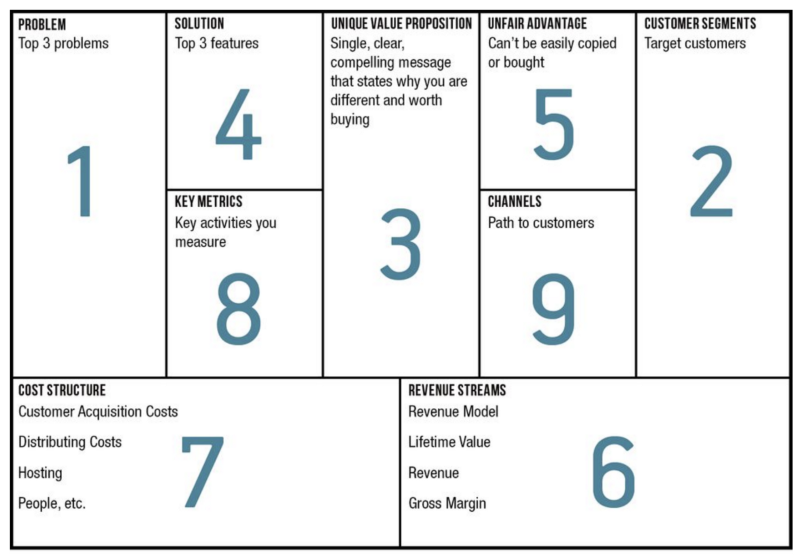 PROBLEM
Top 3 problems
1
SOLUTION
Top 3 features
4
KEY METRICS
Key activities you
measure
8
UNIQUE VALUE PROPOSITION
Single, clear,
compelling message
that states why you are
different and worth
buying
3
UNFAIR ADVANTAGE
Can't be easily copied
or bought
5
CHANNELS
Path to customers
9
CUSTOMER SEGMENTS
Target customers
2
COST STRUCTURE
Customer Acquisition Costs
Distributing Costs
Hosting
People, etc.
7
REVENUE STREAMS
Revenue Model
Lifetime Value
Revenue
Gross Margin
6